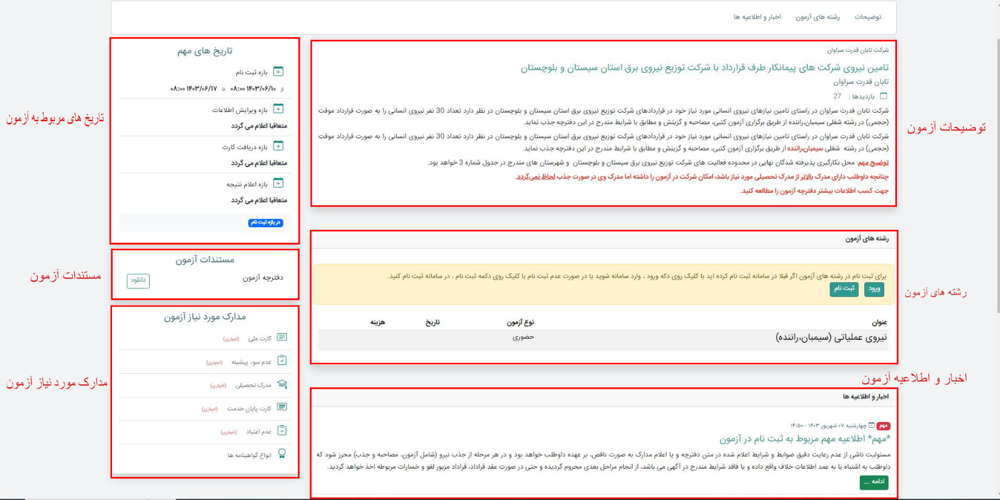 توضیحات رشته های آزمون اخبار و اطلاعیه ها
توضیحات آزمون
شرکت تابان قدرت سراوان
تامین نیروی شرکت های پیمانکار طرف قرارداد با شرکت توزیع نیروی برق استان سیستان و بلوچستان
تابان قدرت سراوان
بازدیدها : 27
شرکت تابان قدرت سراوان در راستای تامین نیازهای نیروی انسانی مورد نیاز خود در قراردادهای شرکت توزیع نیروی برق استان سیستان و بلوچستان در نظر دارد تعداد 30 نفر نیروی انسانی را به صورت قرارداد موقت
(حجمی) در رشته شغلی سیمبان،راننده از طریق برگزاری آزمون کتبی، مصاحبه و گزینش و مطابق با شرایط مندرج در این دفترچه جذب نماید.
شرکت تابان قدرت سراوان در راستای تامین نیازهای نیروی انسانی مورد نیاز خود در قراردادهای شرکت توزیع نیروی برق استان سیستان و بلوچستان در نظر دارد تعداد 30 نفر نیروی انسانی را به صورت قرارداد موقت
(حجمی) در رشته شغلی سیمبان،راننده از طریق برگزاری آزمون کتبی، مصاحبه و گزینش و مطابق با شرایط مندرج در این دفترچه جذب نماید.
توضیح مهم: محل بکارگیری پذیرفته شدگان نهایی در محدوده فعالیت های شرکت توزیع نیروی برق سیستان و بلوچستان و شهرستان های مندرج در جدول شماره 3 خواهد بود.
چنانچه داوطلب دارای مدرک بالاتر از مدرک تحصیلی مورد نیاز باشد، امکان شرکت در آزمون را داشته اما مدرک وی در صورت جذب لحاظ نمی‌گردد.
جهت کسب اطلاعات بیشتر دفترچه آزمون را مطالعه کنید.
رشته های آزمون
رشته های آزمون
برای ثبت نام در رشته های آزمون اگر قبلا در سامانه ثبت نام کرده اید با کلیک روی دکه ورود ، وارد سامانه شوید یا در صورت عدم ثبت نام با کلیک روی دکمه ثبت نام ، در سامانه ثبت نام کنید.
ورود ثبت نام
عنوان نوع آزمون تاریخ هزینه
نیروی عملیاتی (سیمبان،راننده) حضوری
اخبار و اطلاعیه آزمون
اخبار و اطلاعیه ها
مهم چهارشنبه ۰۷ شهریور ۱۴۰۳ - ۱۴:۵۰
*مهم* اطلاعیه مهم مربوط به ثبت نام در آزمون
مسئولیت ناشی از عدم رعایت دقیق ضوابط و شرایط اعلام شده در متن دفترچه و یا اعلام مدارک به صورت ناقص، بر عهده داوطلب خواهد بود و در هر مرحله از جذب نیرو (شامل آزمون، مصاحبه و جذب) محرز شود که
داوطلب به اشتباه یا به عمد اطلاعات خلاف واقع داده و یا فاقد شرایط مندرج در آگهی می باشد، از انجام مراحل بعدی محروم گردیده و حتی در صورت عقد قراداد، قراداد مزبور لغو و خسارات مربوطه اخذ خواهد گردید.
ادامه ...
تاریخ های مربوط به آزمون
تاریخ های مهم
بازه ثبت نام
از ۱۴۰۳/۰۶/۱۰ ۰۸:۰۰ تا ۱۴۰۳/۰۶/۱۷ ۰۸:۰۰
بازه ویرایش اطلاعات
متعاقبا اعلام می گردد
بازه دریافت کارت
متعاقبا اعلام می گردد
بازه اعلام نتیجه
متعاقبا اعلام می گردد
در بازه ثبت نام
مستندات آزمون
مستندات آزمون
دفترچه آزمون دانلود
مدارک مورد نیاز آزمون
مدارک مورد نیاز آزمون
کارت ملی (اجباری)
عدم سوء پیشینه (اجباری)
مدرک تحصیلی (اجباری)
کارت پایان خدمت (اجباری)
عدم اعتیاد (اجباری)
انواع گواهینامه ها